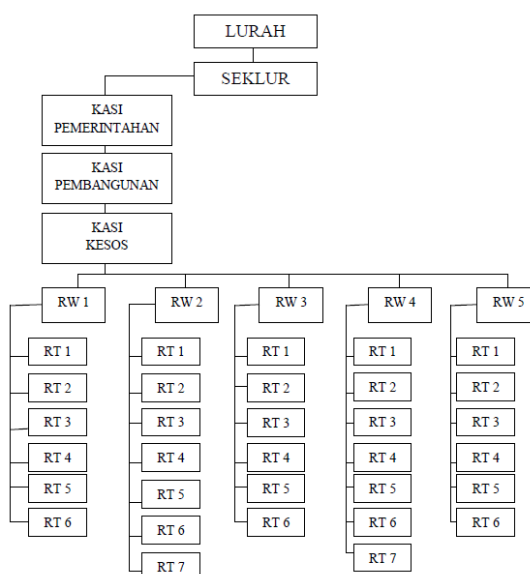 LURAH
SEKLUR
KASI
PEMERINTAHAN
KASI
PEMBANGUNAN
KASI
KESOS
RW 1
RW 2
RW 3
RW 4
RW 5
RT 1
RT 2
RT 3
RT 4
RT 5
RT 6
RT 1
RT 2
RT 3
RT 4
RT 5
RT 6
RT 7
RT 1
RT 2
RT 3
RT 4
RT 5
RT 6
RT 1
RT 2
RT 3
RT 4
RT 5
RT 6
RT 7
RT 1
RT 2
RT 3
RT 4
RT 5
RT 6